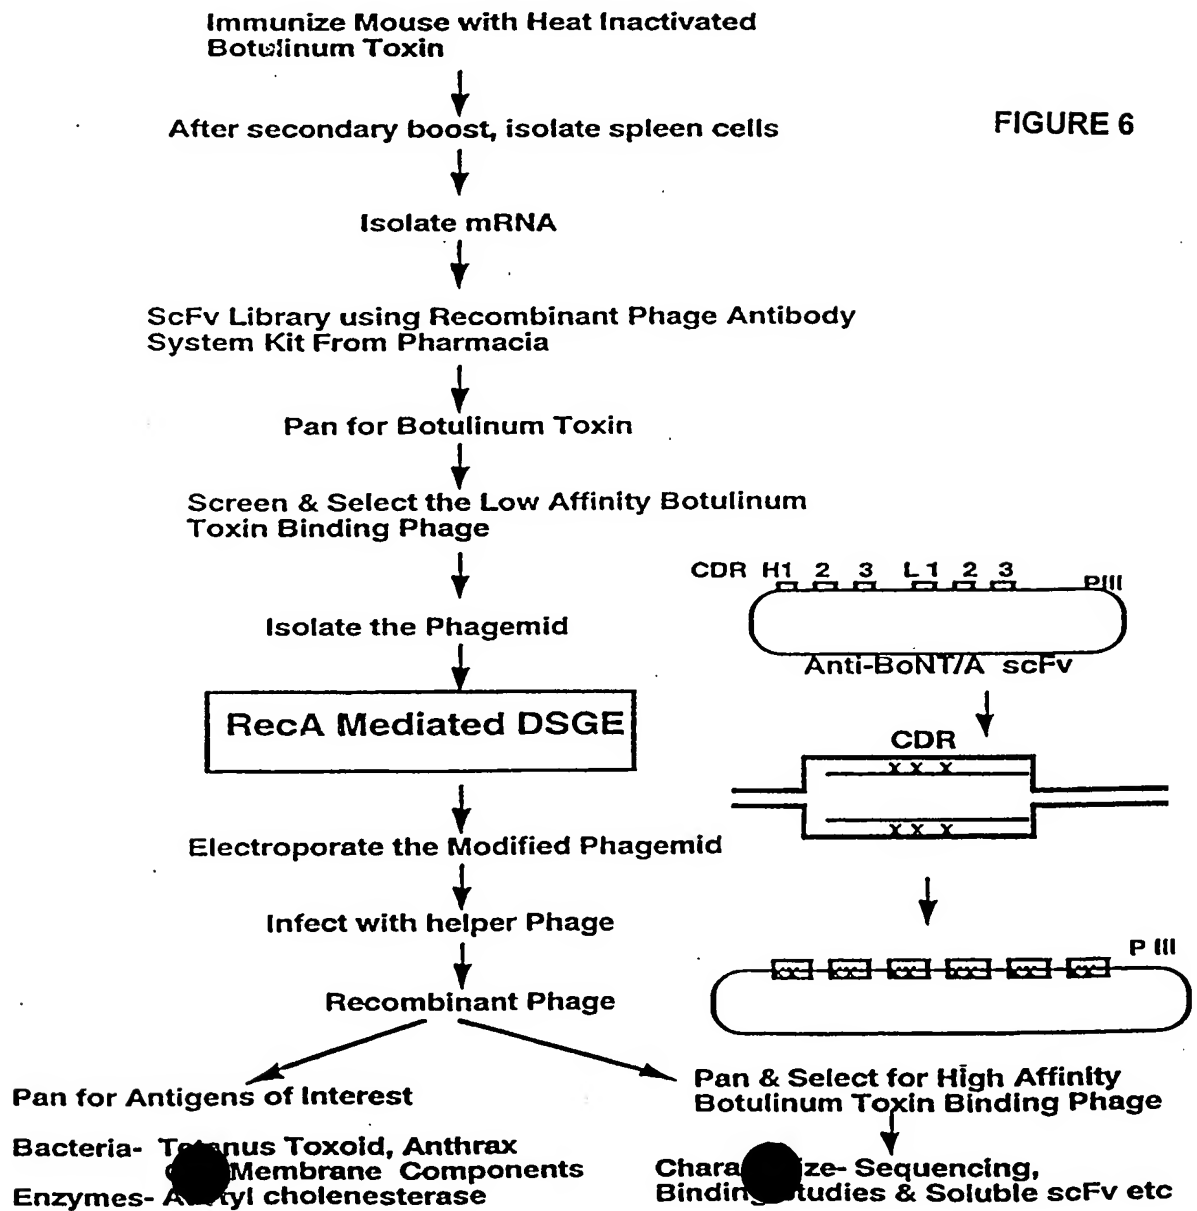 Immunize Mouse with Heat Inactivated
Botulinum Toxin
After secondary boost, isolate spleen cells
FIGURE 6
Isolate mRNA
ScFv Library using Recombinant Phage Antibody
System Kit From Pharmacia
Pan for Botulinum Toxin
Screen & Select the Low Affinity Botulinum
Toxin Binding Phage
Isolate the Phagemid
RecA Mediated DSGE
Electroporate the Modified Phagemid
Infect with helper Phage
Recombinant Phage
CDR H1 2 3 L1 2 3 PIII
Anti-BoNT/A scFv
CDR
x x x
x x x
P III
Pan for Antigens of Interest
Bacteria- Toxoid, Anthrax
Membrane Components
Enzymes- cholenesterase
Pan & Select for High Affinity
Botulinum Toxin Binding Phage
Sequencing,
Binding & Soluble scFv etc